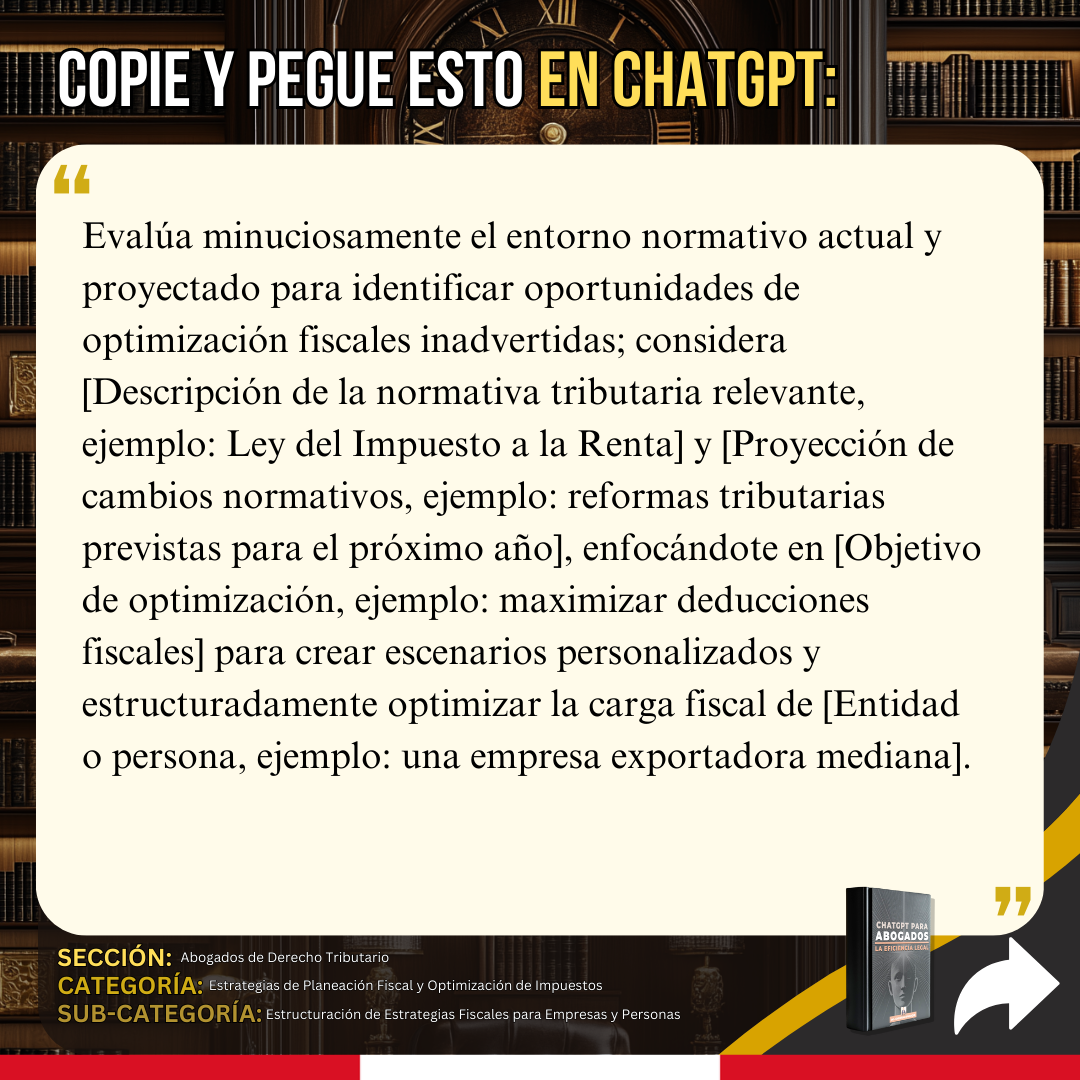 COPIE Y PEGUE ESTO EN CHATGPT:
“
Evalúa minuciosamente el entorno normativo actual y
proyectado para identificar oportunidades de
optimización fiscales inadvertidas; considera
[Descripción de la normativa tributaria relevante,
ejemplo: Ley del Impuesto a la Renta] y [Proyección de
cambios normativos, ejemplo: reformas tributarias
previstas para el próximo año], enfocándote en [Objetivo
de optimización, ejemplo: maximizar deducciones
fiscales] para crear escenarios personalizados y
estructuradamente optimizar la carga fiscal de [Entidad
o persona, ejemplo: una empresa exportadora mediana].
”
CHATGPT PARA
ABOGADOS
LA EFICIENCIA LEGAL
SECCIÓN: Abogados de Derecho Tributario
CATEGORÍA: Estrategias de Planeación Fiscal y Optimización de Impuestos
SUB-CATEGORÍA: Estructuración de Estrategias Fiscales para Empresas y Personas